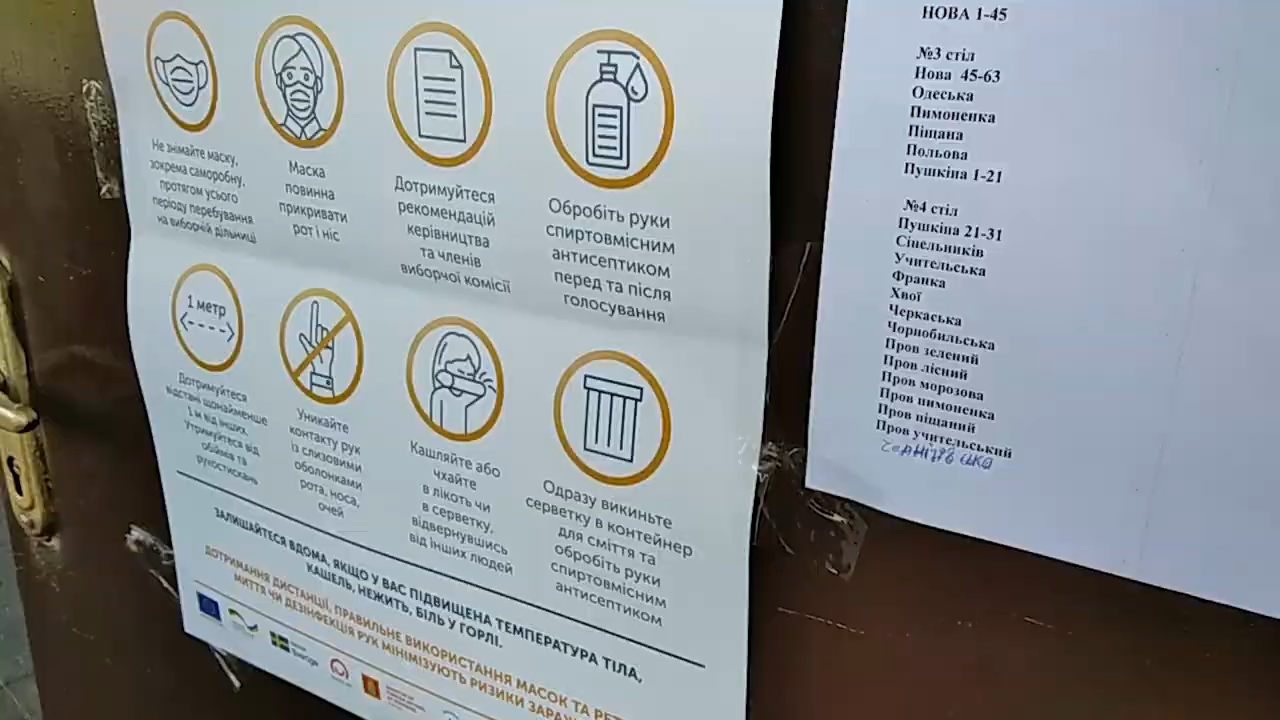 Не знімайте маску,
зокрема саморобну,
протягом усього
періоду перебування
на виборчій дільниці
Маска
повинна
прикривати
рот і ніс
Дотримуйтеся
рекомендацій
керівництва
та членів
виборчої комісії
Обробіть руки
спиртовмісним
антисептиком
перед та після
голосування
1 метр
Дотримуйтеся
відстані щонайменше
1 м від інших.
Утримуйтеся від
обіймів та
рукостискань
Уникайте
контакту рук
із слизовими
оболонками
рота, носа,
очей
Кашляйте або
чхайте
в лікоть чи
в серветку,
відвернувшись
від інших людей
Одразу викиньте
серветку в контейнер
для сміття та
обробіть руки
спиртовмісним
антисептиком
ЗАЛИШАЙТЕСЯ ВДОМА, ЯКЩО У ВАС ПІДВИЩЕНА ТЕМПЕРАТУРА ТІЛА,
КАШЕЛЬ, НЕЖИТЬ, БІЛЬ У ГОРЛІ.
ДОТРИМАННЯ ДИСТАНЦІЇ, ПРАВИЛЬНЕ ВИКОРИСТАННЯ МАСОК ТА РЕТ
МИТТЯ ЧИ ДЕЗІНФЕКЦІЯ РУК МІНІМІЗУЮТЬ РИЗИКИ ЗАРАЖ
Sverige
НОВА 1-45
№3 стіл
Нова 45-63
Одеська
Пимоненка
Піщана
Польова
Пушкіна 1-21
№4 стіл
Пушкіна 21-31
Сінельників
Учительська
Франка
Хвої
Черкаська
Чорнобильська
Пров зелений
Пров лісний
Пров морозова
Пров пимоненка
Пров піщаний
Пров учительський